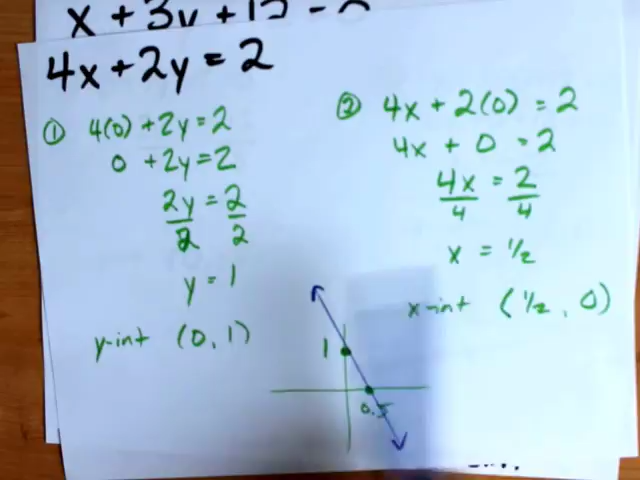 x + 3y + 15 =
4x + 2y = 2
① 4(0) + 2y = 2
0 + 2y = 2
2y = 2
2 2
y = 1
y-int (0, 1)
② 4x + 2(0) = 2
4x + 0 = 2
4x = 2
4 4
x = 1/2
x-int (1/2, 0)
1
0.5